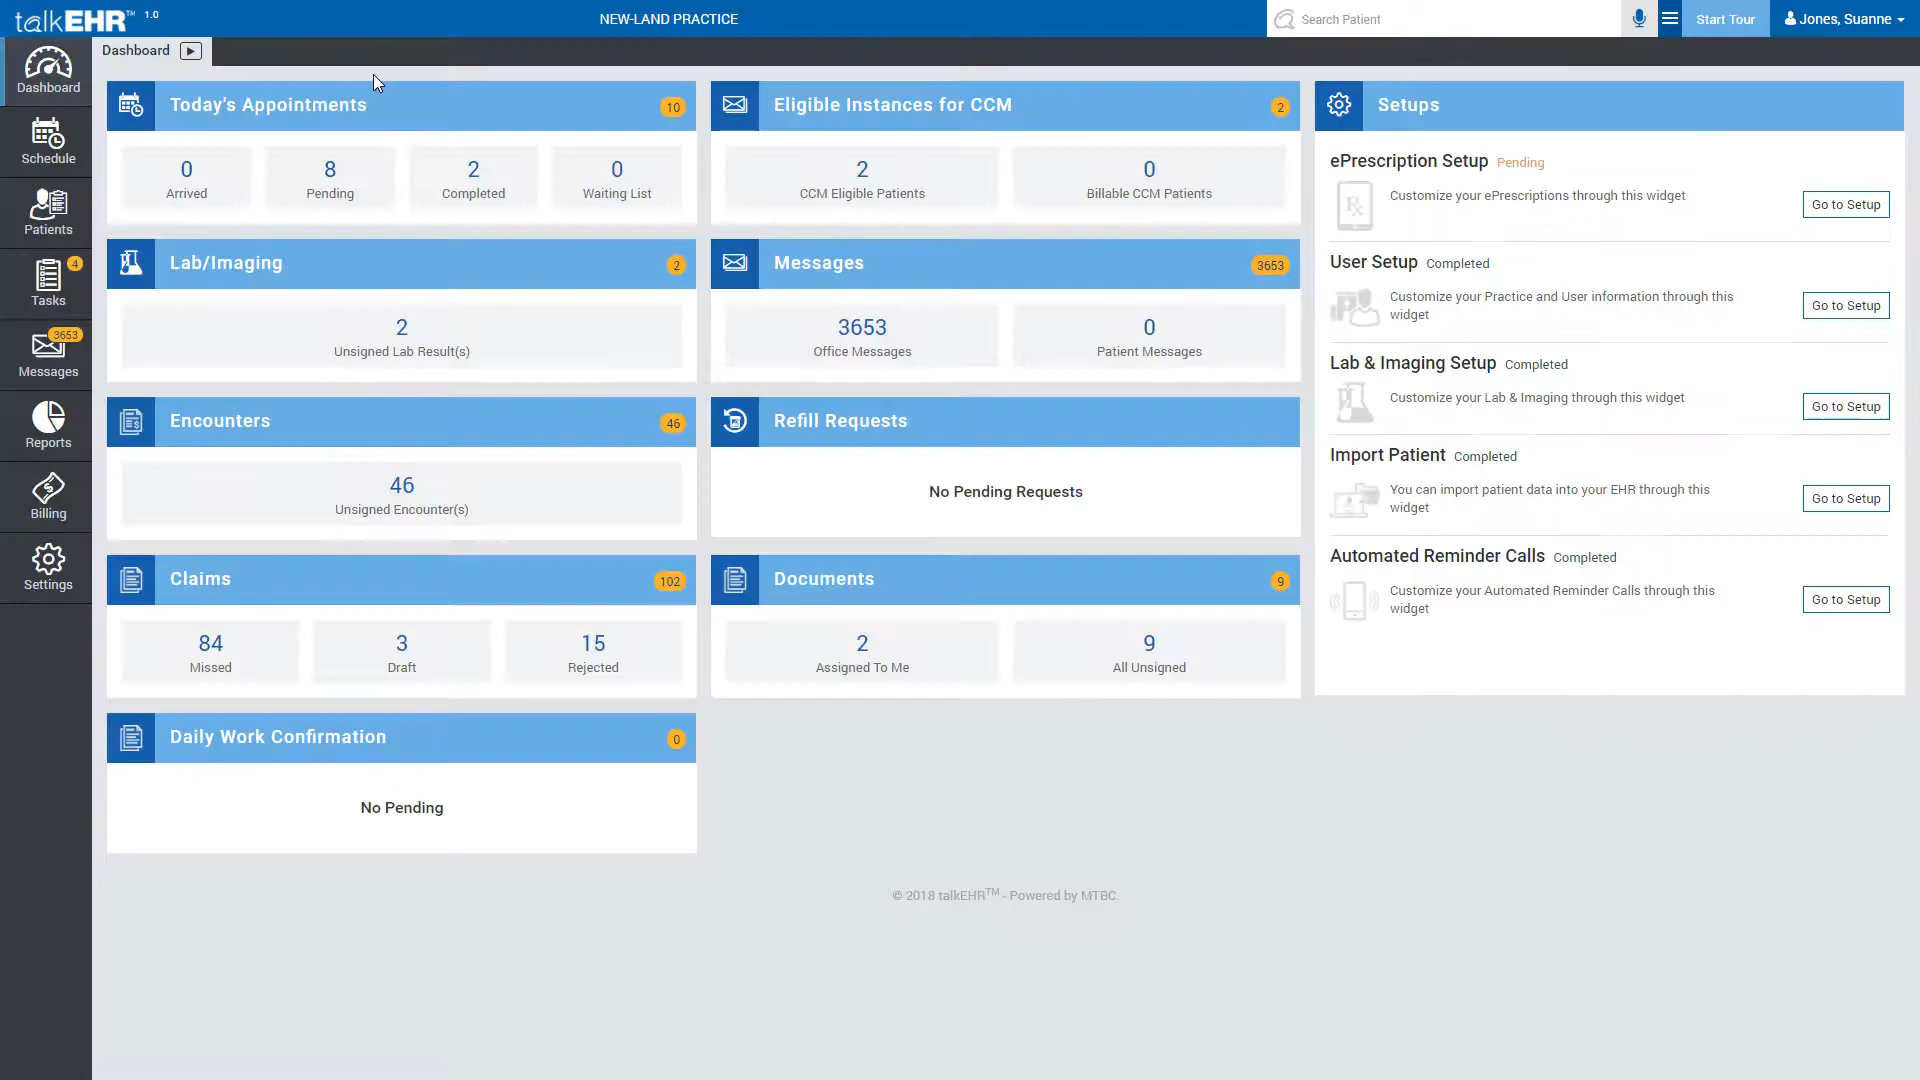 talkEHR™ 1.0
NEW-LAND PRACTICE
Search Patient
Start Tour
Jones, Suanne
Dashboard
Dashboard
Schedule
Patients
4
Tasks
3653
Messages
Reports
Billing
Settings
Today's Appointments 10
0 8 2 0
Arrived Pending Completed Waiting List
Eligible Instances for CCM 2
2 0
CCM Eligible Patients Billable CCM Patients
Lab/Imaging 2
2
Unsigned Lab Result(s)
Messages 3653
3653 0
Office Messages Patient Messages
Encounters 46
46
Unsigned Encounter(s)
Refill Requests
No Pending Requests
Claims 102
84 3 15
Missed Draft Rejected
Documents 9
2 9
Assigned To Me All Unsigned
Daily Work Confirmation 0
No Pending
Setups
ePrescription Setup Pending
Customize your ePrescriptions through this widget
Go to Setup
User Setup Completed
Customize your Practice and User information through this
widget
Go to Setup
Lab & Imaging Setup Completed
Customize your Lab & Imaging through this widget
Go to Setup
Import Patient Completed
You can import patient data into your EHR through this
widget
Go to Setup
Automated Reminder Calls Completed
Customize your Automated Reminder Calls through this
widget
Go to Setup
© 2018 talkEHR™ - Powered by MTBC.